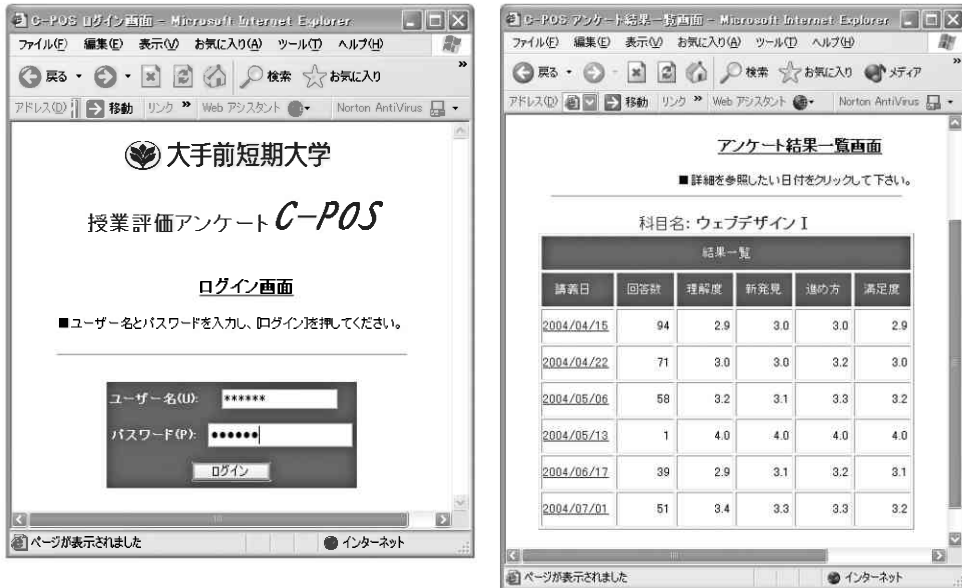 C-POS ログイン画面 - Microsoft Internet Explorer
ファイル(F) 編集(E) 表示(V) お気に入り(A) ツール(T) ヘルプ(H)
戻る 検索 お気に入り »
アドレス(D) 移動 リンク » Web アシスタント Norton AntiVirus
大手前短期大学
授業評価アンケート C-POS
ログイン画面
■ユーザー名とパスワードを入力し、[ログイン]を押してください。
ユーザー名(U): ******
パスワード(P): ●●●●●●
ログイン
ページが表示されました インターネット
C-POS アンケート結果一覧画面 - Microsoft Internet Explorer
ファイル(F) 編集(E) 表示(V) お気に入り(A) ツール(T) ヘルプ(H)
戻る 検索 お気に入り メディア »
アドレス(D) 移動 リンク » Web アシスタント Norton AntiVirus
アンケート結果一覧画面
■詳細を参照したい日付をクリックして下さい。
科目名: ウェブデザイン I
結果一覧
講義日 回答数 理解度 新発見 進め方 満足度
2004/04/15 94 2.9 3.0 3.0 2.9
2004/04/22 71 3.0 3.0 3.2 3.0
2004/05/06 58 3.2 3.1 3.3 3.2
2004/05/13 1 4.0 4.0 4.0 4.0
2004/06/17 39 2.9 3.1 3.2 3.1
2004/07/01 51 3.4 3.3 3.3 3.2
ページが表示されました インターネット